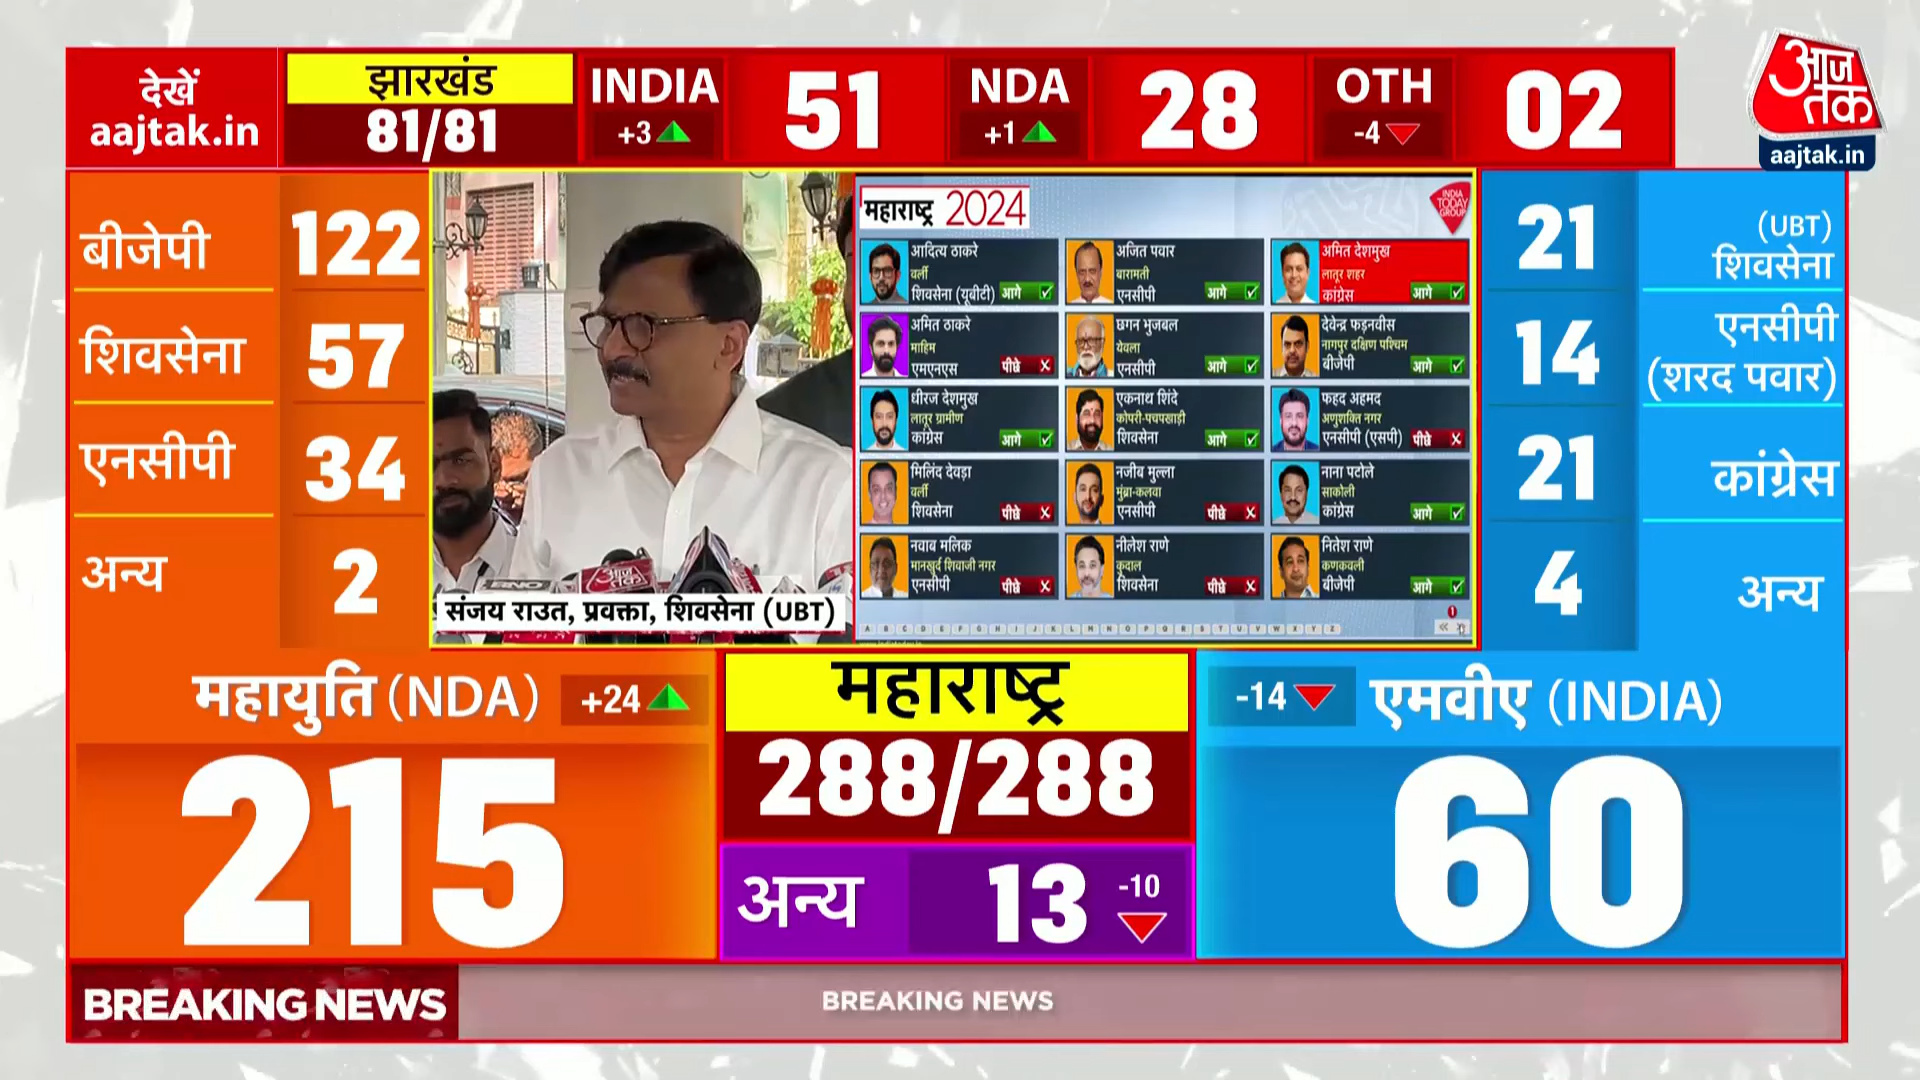 देखें
aajtak.in
झारखंड
81/81
INDIA
+3
51
NDA
+1
28
OTH
-4
02
आज तक
aajtak.in
बीजेपी 122
शिवसेना 57
एनसीपी 34
अन्य 2
महाराष्ट्र 2024
INDIA
TODAY
GROUP
आदित्य ठाकरे
वर्ली
शिवसेना (यूबीटी) आगे
अजित पवार
बारामती
एनसीपी आगे
अमित देशमुख
लातूर शहर
कांग्रेस आगे
अमित ठाकरे
माहिम
एमएनएस पीछे
छगन भुजबल
येवला
एनसीपी आगे
देवेन्द्र फड़नवीस
नागपुर दक्षिण पश्चिम
बीजेपी आगे
धीरज देशमुख
लातूर ग्रामीण
कांग्रेस आगे
एकनाथ शिंदे
कोपरी-पचपखाड़ी
शिवसेना आगे
फहद अहमद
अणुशक्ति नगर
एनसीपी (एसपी) पीछे
मिलिंद देवड़ा
वर्ली
शिवसेना पीछे
नजीब मुल्ला
मुंब्रा-कलवा
एनसीपी पीछे
नाना पटोले
साकोली
कांग्रेस आगे
नवाब मलिक
मानखुर्द शिवाजी नगर
एनसीपी पीछे
नीलेश राणे
कुदाल
शिवसेना पीछे
नितेश राणे
कणकवली
बीजेपी आगे
A B C D E F G H I J K L M N O P Q R S T U V W X Y Z
आज तक
संजय राउत, प्रवक्ता, शिवसेना (UBT)
21 (UBT)
शिवसेना
14 एनसीपी
(शरद पवार)
21 कांग्रेस
4 अन्य
महायुति (NDA) +24
215
महाराष्ट्र
288/288
अन्य 13 -10
-14 एमवीए (INDIA)
60
BREAKING NEWS
BREAKING NEWS